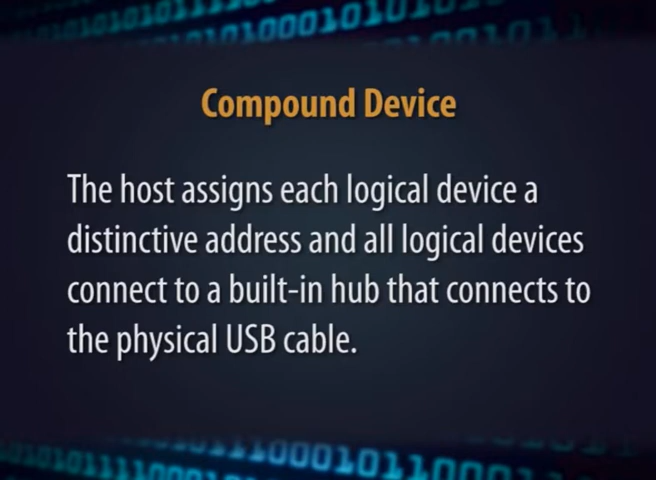 Compound Device
The host assigns each logical device a
distinctive address and all logical devices
connect to a built-in hub that connects to
the physical USB cable.